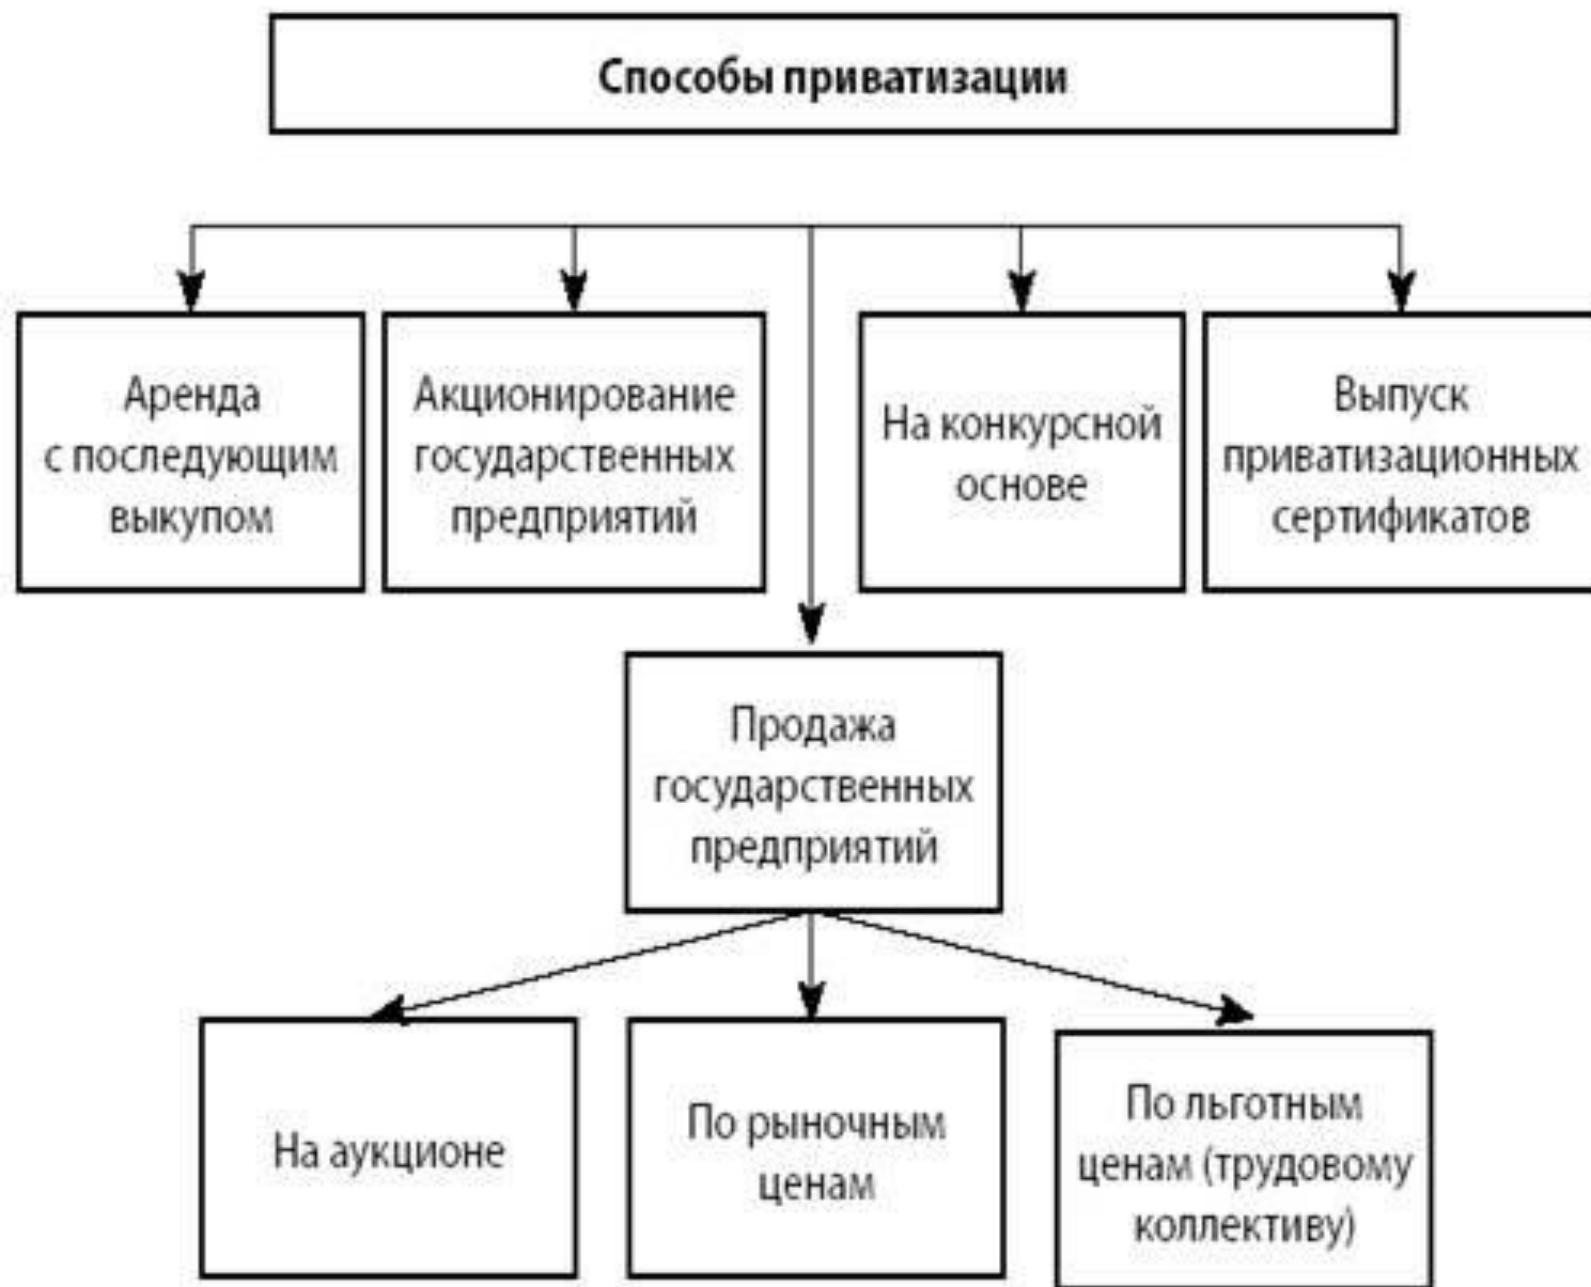 Способы приватизации
Аренда
с последующим
выкупом
Акционирование
государственных
предприятий
На конкурсной
основе
Выпуск
приватизационных
сертификатов
Продажа
государственных
предприятий
На аукционе
По рыночным
ценам
По льготным
ценам (трудовому
коллективу)